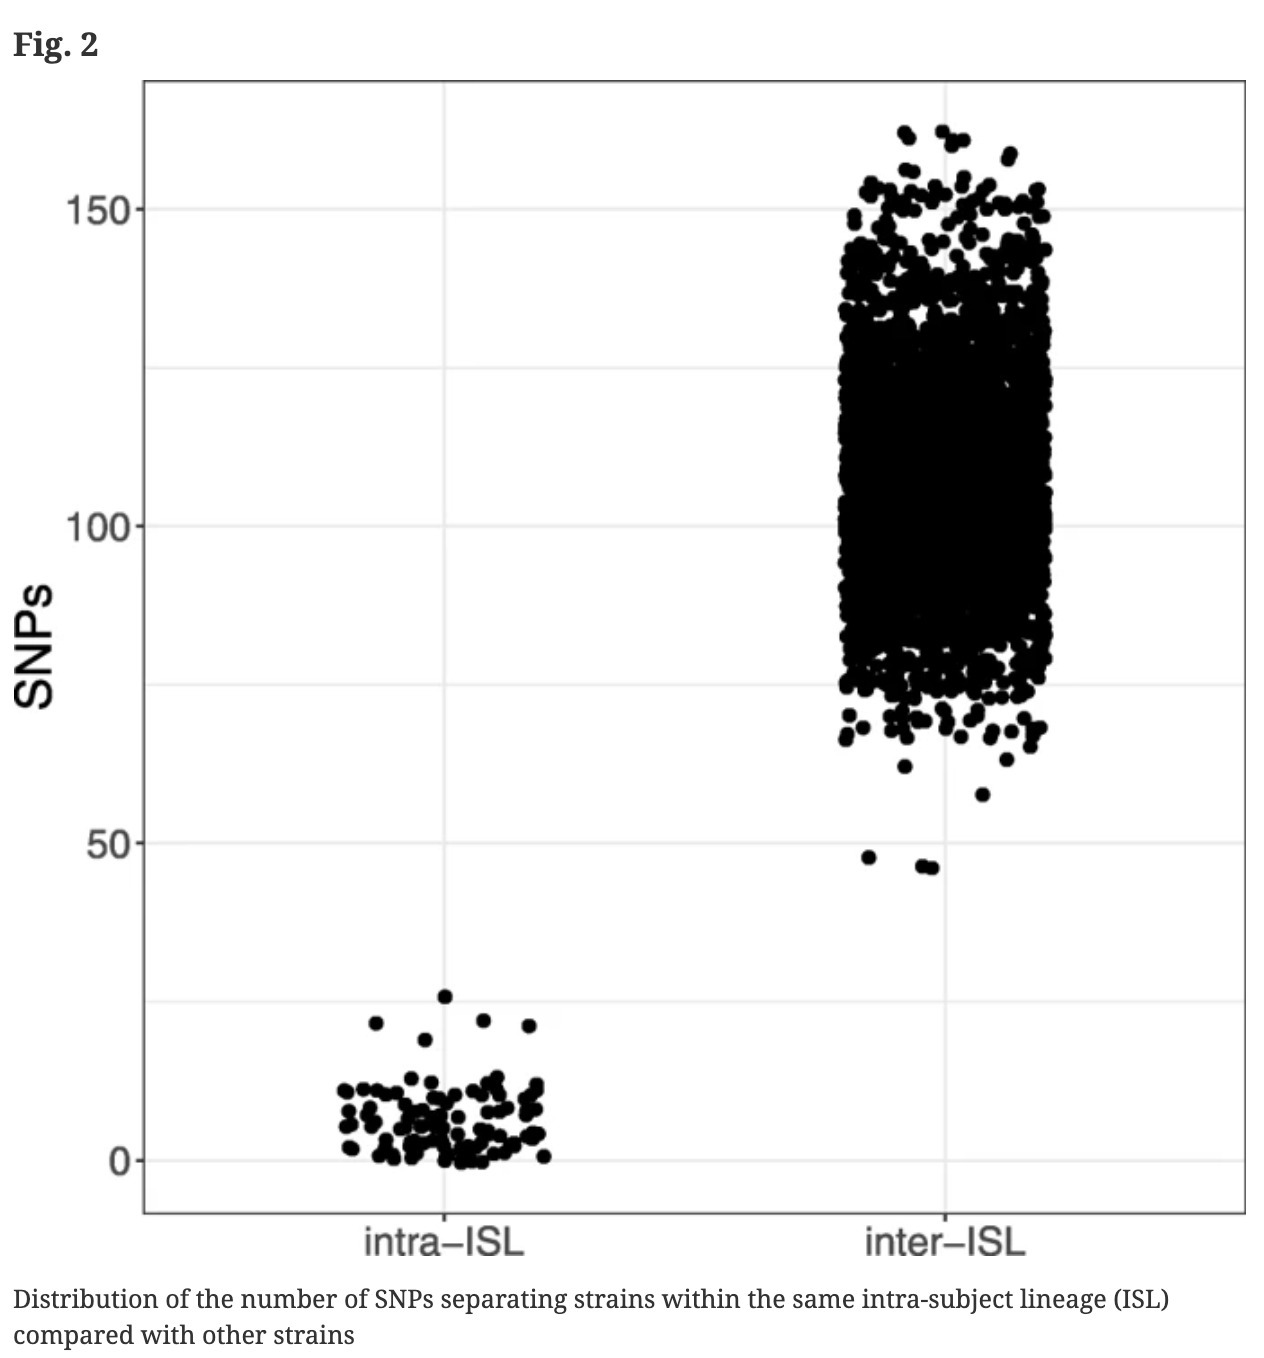 Fig. 2
150
100
50
0
SNPs
intra–ISL
inter–ISL
Distribution of the number of SNPs separating strains within the same intra-subject lineage (ISL)
compared with other strains